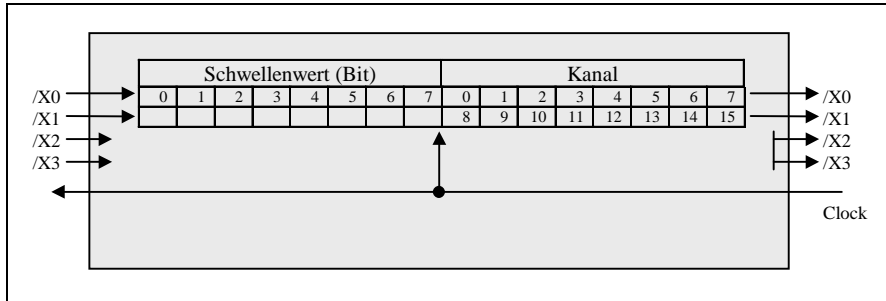 Schwellenwert (Bit) Kanal
/X0 0 1 2 3 4 5 6 7 0 1 2 3 4 5 6 7 /X0
/X1 8 9 10 11 12 13 14 15 /X1
/X2 /X2
/X3 /X3
Clock